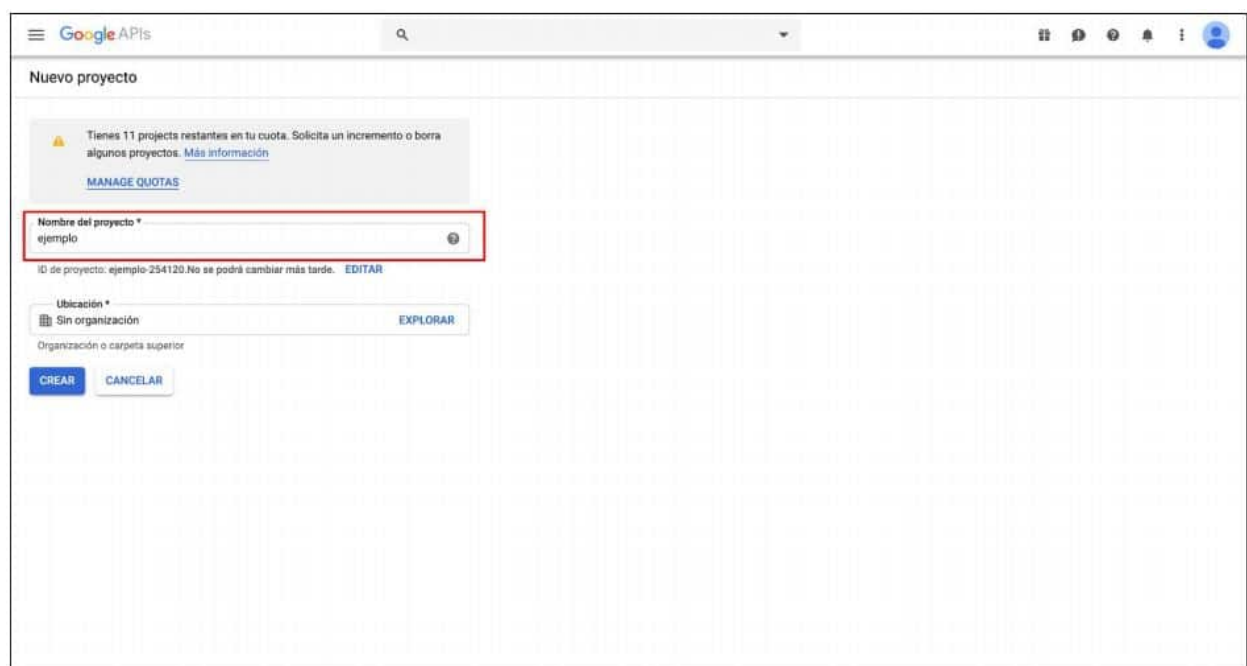 Google APIs
Nuevo proyecto
Tienes 11 projects restantes en tu cuota. Solicita un incremento o borra
algunos proyectos. Más información
MANAGE QUOTAS
Nombre del proyecto *
ejemplo
ID de proyecto: ejemplo-254120.No se podrá cambiar más tarde. EDITAR
Ubicación *
Sin organización EXPLORAR
Organización o carpeta superior
CREAR CANCELAR